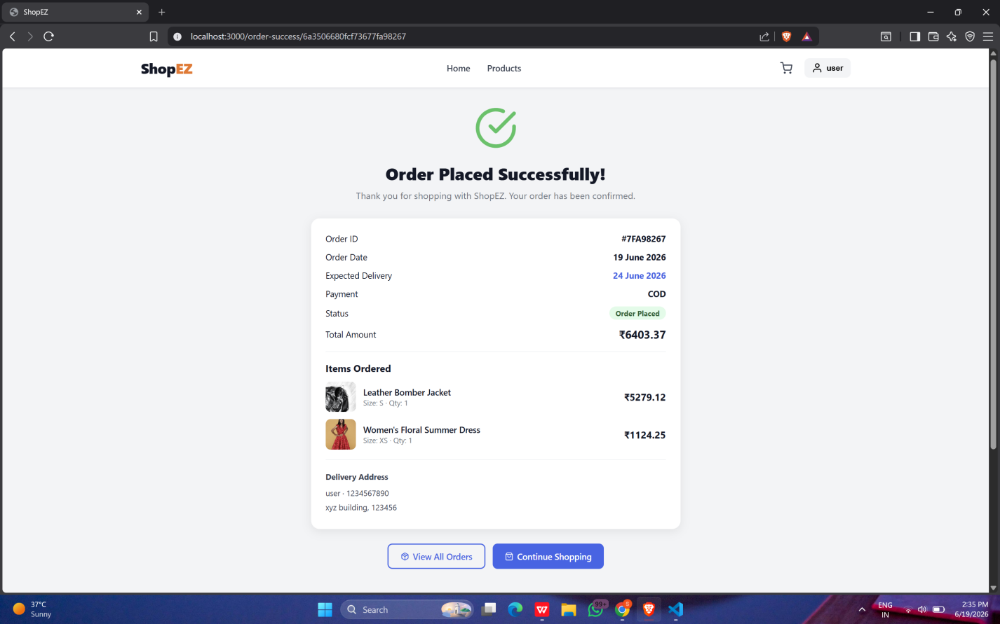 ShopEZ
localhost:3000/order-success/6a3506680fcf73677fa98267
ShopEZ
Home
Products
user
Order Placed Successfully!
Thank you for shopping with ShopEZ. Your order has been confirmed.
Order ID #7FA98267
Order Date 19 June 2026
Expected Delivery 24 June 2026
Payment COD
Status Order Placed
Total Amount ₹6403.37
Items Ordered
Leather Bomber Jacket
Size: S · Qty: 1
₹5279.12
Women's Floral Summer Dress
Size: XS · Qty: 1
₹1124.25
Delivery Address
user · 1234567890
xyz building, 123456
View All Orders
Continue Shopping
37°C
Sunny
Search
W
99+
S
ENG
IN
2:35 PM
6/19/2026